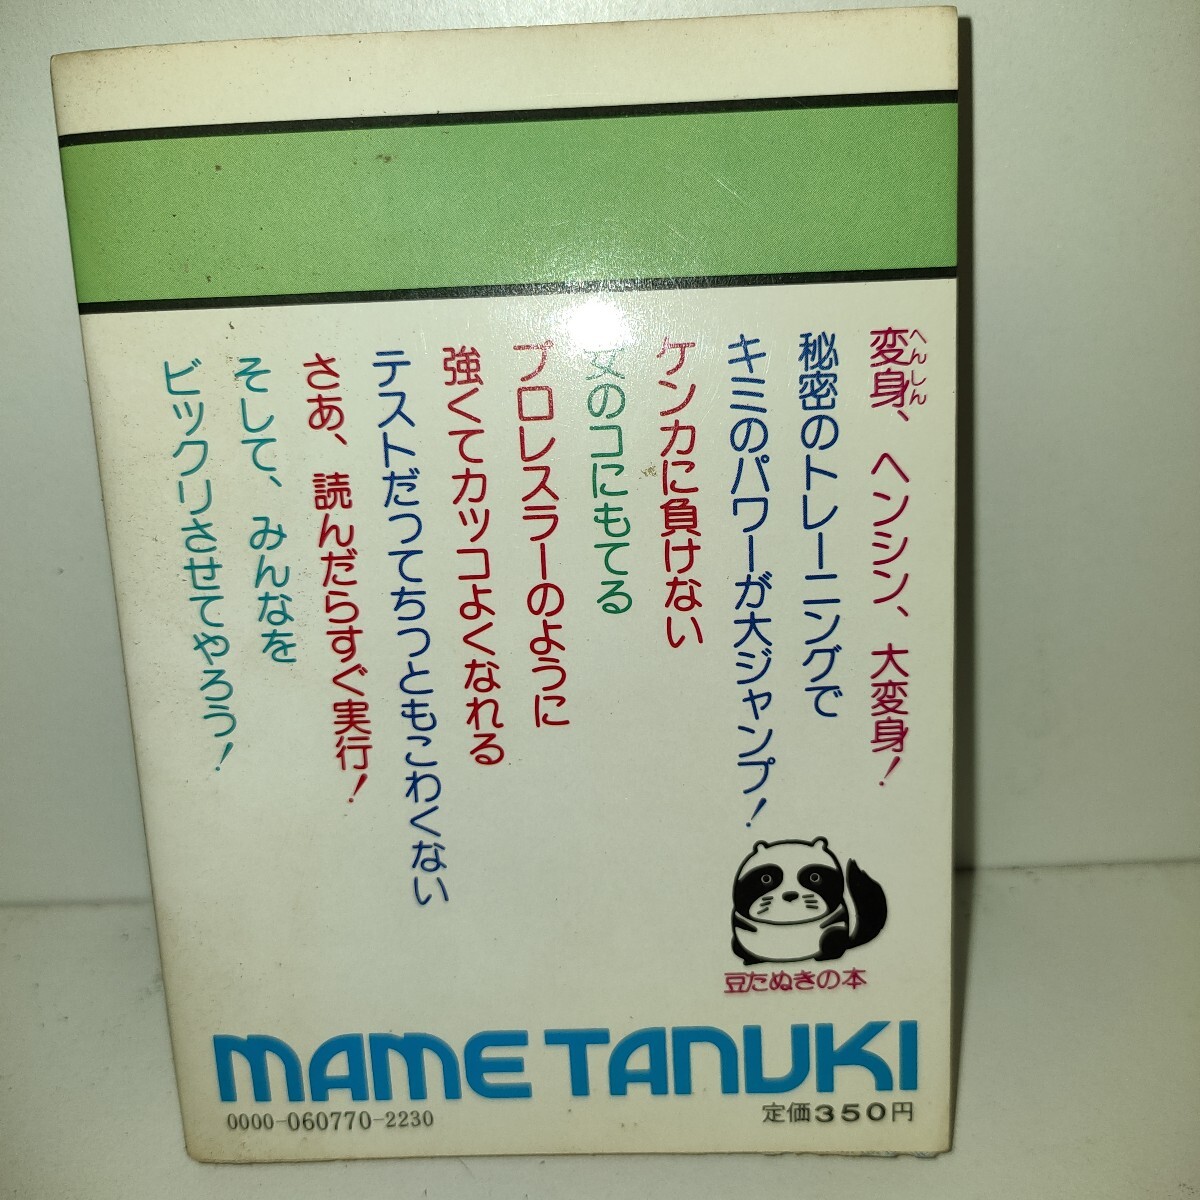 変身、ヘンシン、大変身！
へんしん
秘密のトレーニングで
キミのパワーが大ジャンプ！
ケンカに負けない
女のコにもてる
プロレスラーのように
強くてカッコよくなれる
テストだってちっともこわくない
さあ、読んだらすぐ実行！
そして、みんなを
ビックリさせてやろう！
豆たぬきの本
MAME TANUKI
0000-060770-2230
定価350円